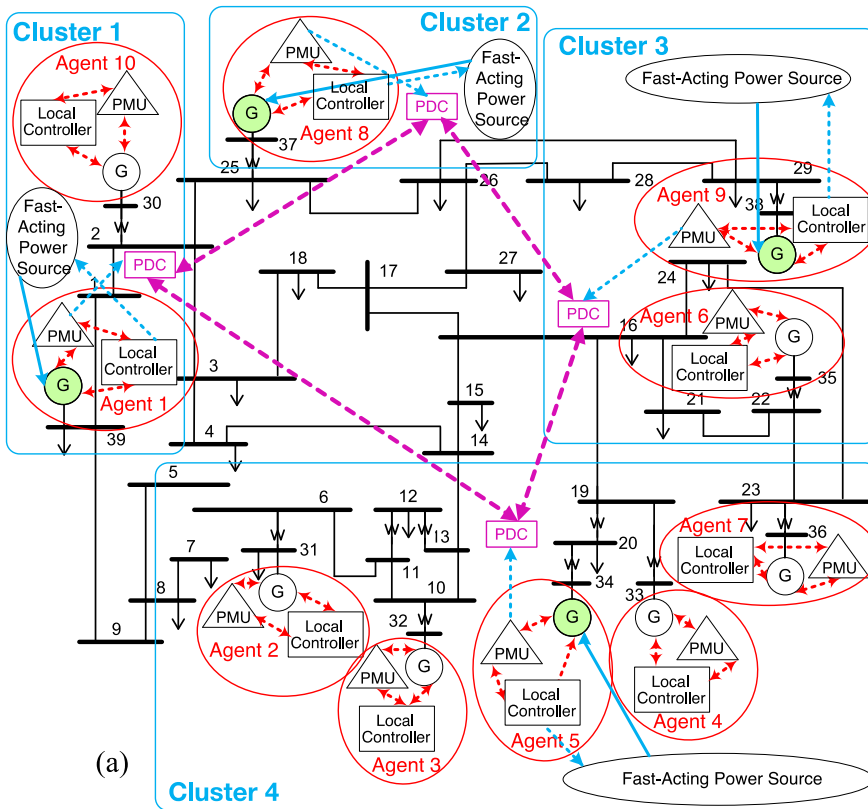 Cluster 1
Agent 10
PMU
Local
Controller
G
30
Fast-
Acting
Power
Source
2
PDC
1
PMU
Local
Controller
G
Agent 1
39
Cluster 2
PMU
Local
Controller
G
Agent 8
37
PDC
Fast-
Acting
Power
Source
25
26
28
27
18
17
3
4
15
14
16
Cluster 3
Fast-Acting Power Source
29
Agent 9
38
Local
Controller
PMU
G
24
PDC
Agent 6
PMU
G
Local
Controller
35
21
22
5
6
7
8
9
12
13
11
10
31
32
19
20
34
33
23
36
PDC
G
PMU
Local
Controller
Agent 2
PMU
G
Local
Controller
Agent 3
G
PMU
Local
Controller
Agent 5
G
PMU
Local
Controller
Agent 4
Agent 7
Local
Controller
PMU
G
Fast-Acting Power Source
(a)
Cluster 4